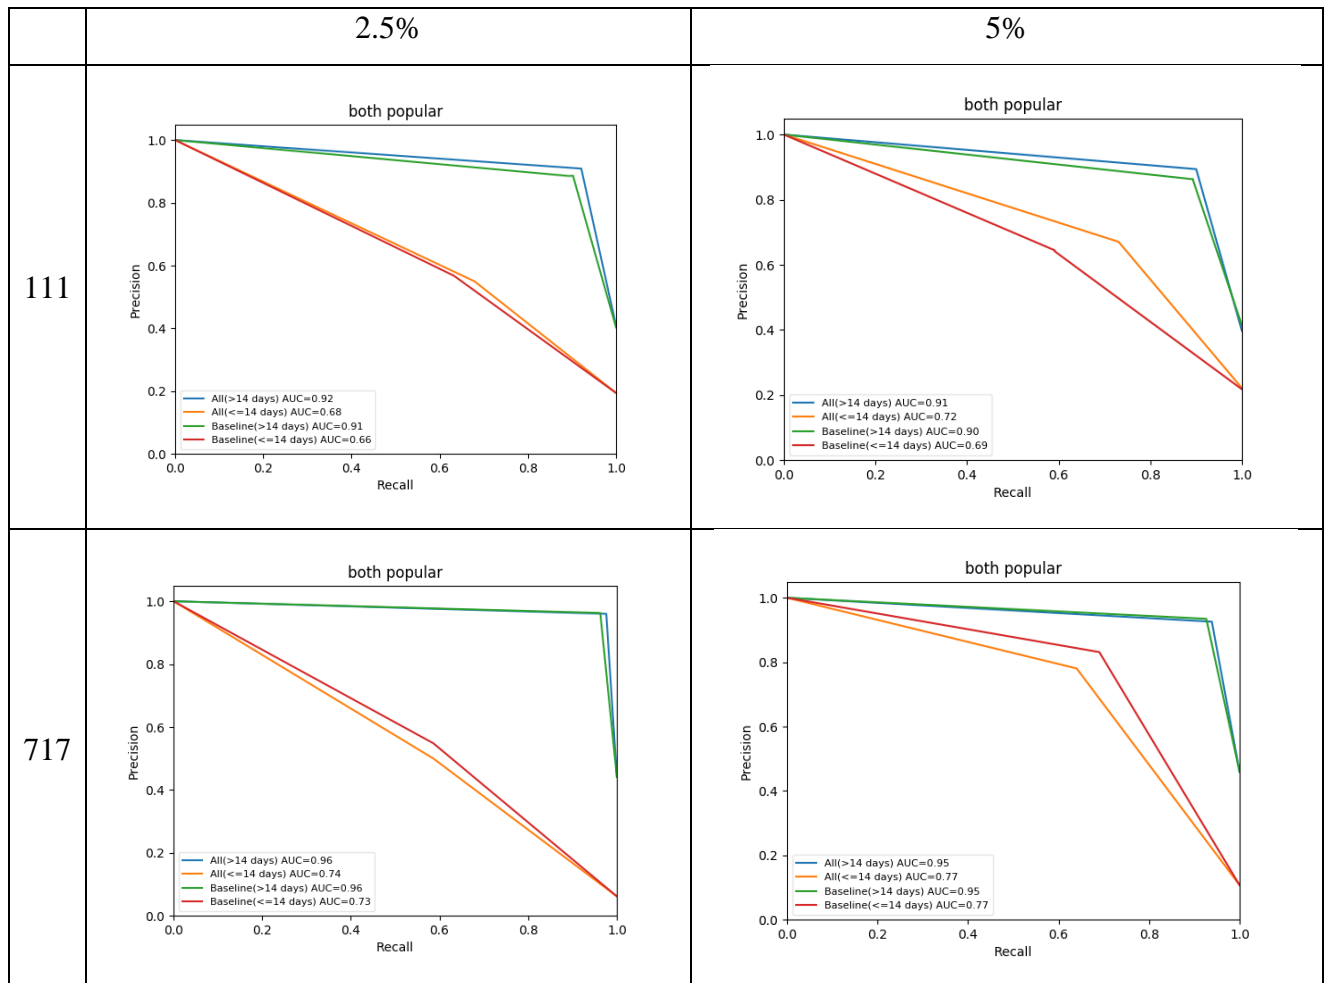 2.5%
5%
111
both popular
Precision
1.0
0.8
0.6
0.4
0.2
0.0
All(>14 days) AUC=0.92
All(<=14 days) AUC=0.68
Baseline(>14 days) AUC=0.91
Baseline(<=14 days) AUC=0.66
0.0 0.2 0.4 0.6 0.8 1.0
Recall
both popular
Precision
1.0
0.8
0.6
0.4
0.2
0.0
All(>14 days) AUC=0.91
All(<=14 days) AUC=0.72
Baseline(>14 days) AUC=0.90
Baseline(<=14 days) AUC=0.69
0.0 0.2 0.4 0.6 0.8 1.0
Recall
717
both popular
Precision
1.0
0.8
0.6
0.4
0.2
0.0
All(>14 days) AUC=0.96
All(<=14 days) AUC=0.74
Baseline(>14 days) AUC=0.96
Baseline(<=14 days) AUC=0.73
0.0 0.2 0.4 0.6 0.8 1.0
Recall
both popular
Precision
1.0
0.8
0.6
0.4
0.2
0.0
All(>14 days) AUC=0.95
All(<=14 days) AUC=0.77
Baseline(>14 days) AUC=0.95
Baseline(<=14 days) AUC=0.77
0.0 0.2 0.4 0.6 0.8 1.0
Recall